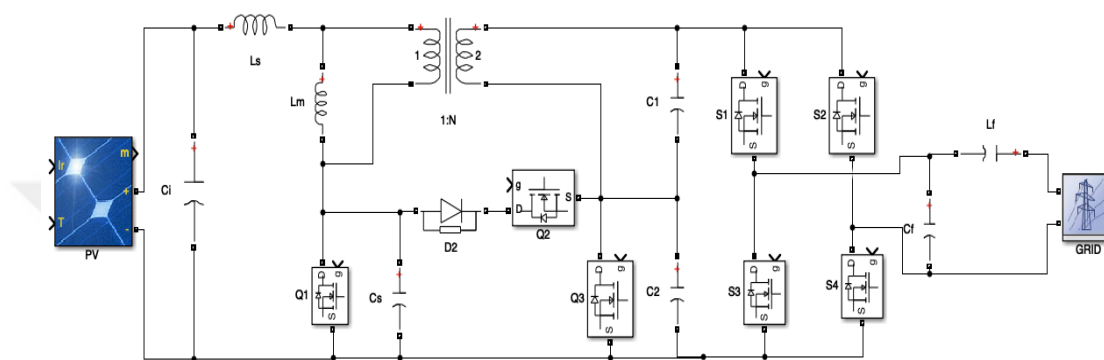 Ls
1
2
Lm
1:N
C1
D
g
S
S1
D
g
S
S2
Lf
Ir
m
+
T
-
PV
Ci
g
D
S
Q2
D2
Cf
GRID
D
g
S
Q1
Cs
D
g
S
Q3
C2
D
g
S
S3
D
g
S
S4